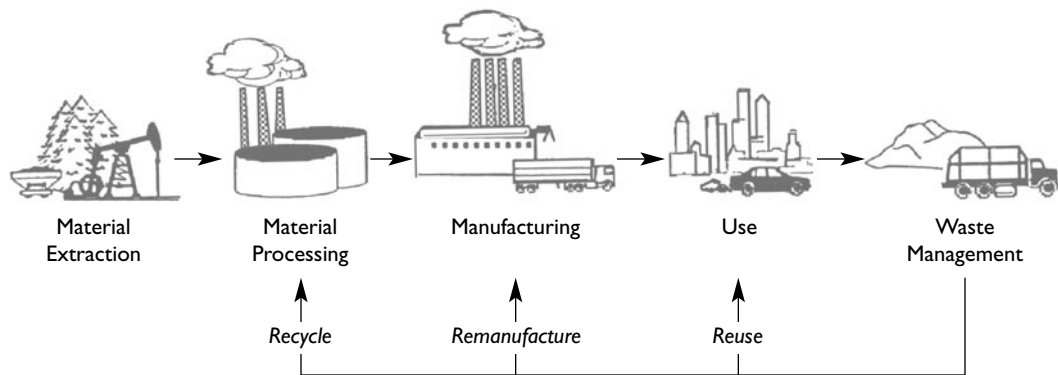 Material
Extraction
Material
Processing
Manufacturing
Use
Waste
Management
Recycle
Remanufacture
Reuse